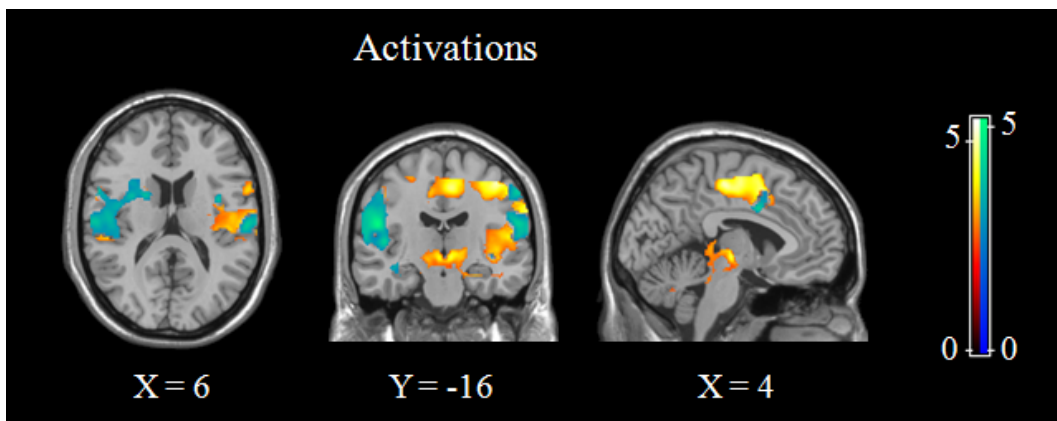 Activations
5 5
0 0
X = 6 Y = -16 X = 4